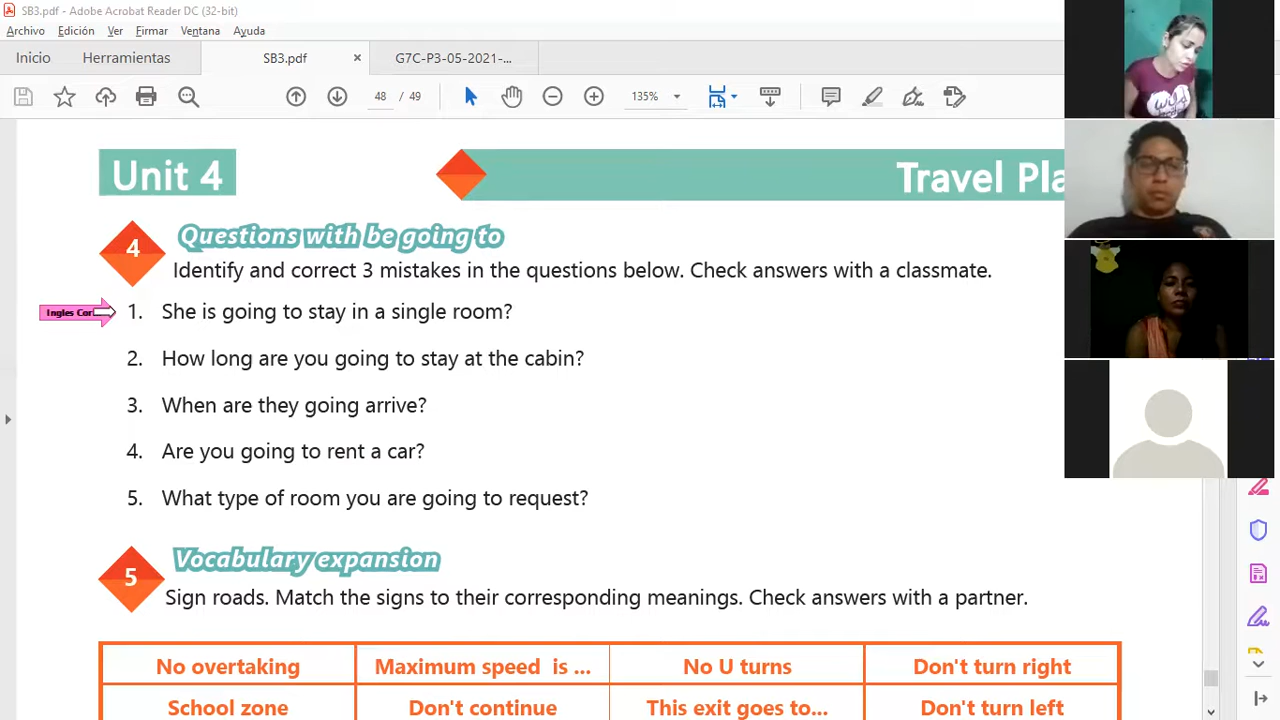 SB3.pdf - Adobe Acrobat Reader DC (32-bit)
Archivo Edición Ver Firmar Ventana Ayuda
Inicio Herramientas SB3.pdf × G7C-P3-05-2021-...
48 / 49 135%
Unit 4 Travel Pla
4 Questions with be going to
Identify and correct 3 mistakes in the questions below. Check answers with a classmate.
Ingles Cor
1. She is going to stay in a single room?
2. How long are you going to stay at the cabin?
3. When are they going arrive?
4. Are you going to rent a car?
5. What type of room you are going to request?
5 Vocabulary expansion
Sign roads. Match the signs to their corresponding meanings. Check answers with a partner.
No overtaking Maximum speed is ... No U turns Don't turn right
School zone Don't continue This exit goes to... Don't turn left